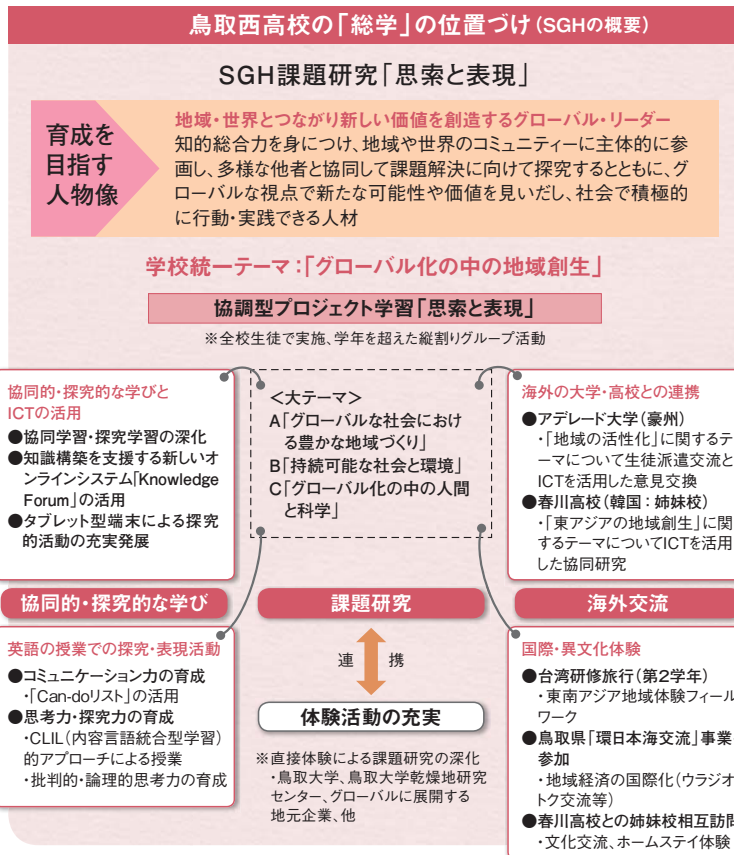 鳥取西高校の「総学」の位置づけ(SGHの概要)
SGH課題研究「思索と表現」
育成を
目指す
人物像
地域・世界とつながり新しい価値を創造するグローバル・リーダー
知的総合力を身につけ、地域や世界のコミュニティーに主体的に参
画し、多様な他者と協同して課題解決に向けて探究するとともに、グ
ローバルな視点で新たな可能性や価値を見いだし、社会で積極的
に行動・実践できる人材
学校統一テーマ:「グローバル化の中の地域創生」
協調型プロジェクト学習「思索と表現」
※全校生徒で実施、学年を超えた縦割りグループ活動
協同的・探究的な学びと
ICTの活用
●協同学習・探究学習の深化
●知識構築を支援する新しいオ
ンラインシステム「Knowledge
Forum」の活用
●タブレット型端末による探究
的活動の充実発展
<大テーマ>
A「グローバルな社会におけ
る豊かな地域づくり」
B「持続可能な社会と環境」
C「グローバル化の中の人間
と科学」
海外の大学・高校との連携
●アデレード大学(豪州)
・「地域の活性化」に関するテ
ーマについて生徒派遣交流と
ICTを活用した意見交換
●春川高校(韓国:姉妹校)
・「東アジアの地域創生」に関
するテーマについてICTを活用
した協同研究
協同的・探究的な学び
課題研究
海外交流
英語の授業での探究・表現活動
●コミュニケーション力の育成
・「Can-doリスト」の活用
●思考力・探究力の育成
・CLIL(内容言語統合型学習)
的アプローチによる授業
・批判的・論理的思考力の育成
連 携
体験活動の充実
※直接体験による課題研究の深化
・鳥取大学、鳥取大学乾燥地研究
センター、グローバルに展開する
地元企業、他
国際・異文化体験
●台湾研修旅行(第2学年)
・東南アジア地域体験フィール
ワーク
●鳥取県「環日本海交流」事業
参加
・地域経済の国際化(ウラジオ
トク交流等)
●春川高校との姉妹校相互訪問
・文化交流、ホームステイ体験